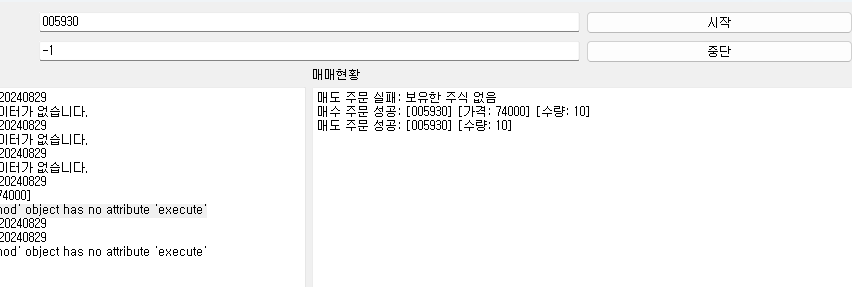 005930
시작
-1
중단
매매현황
20240829
이터가 없습니다.
20240829
이터가 없습니다.
20240829
이터가 없습니다.
20240829
74000]
nod' object has no attribute 'execute'
20240829
20240829
nod' object has no attribute 'execute'
매도 주문 실패: 보유한 주식 없음
매수 주문 성공: [005930] [가격: 74000] [수량: 10]
매도 주문 성공: [005930] [수량: 10]